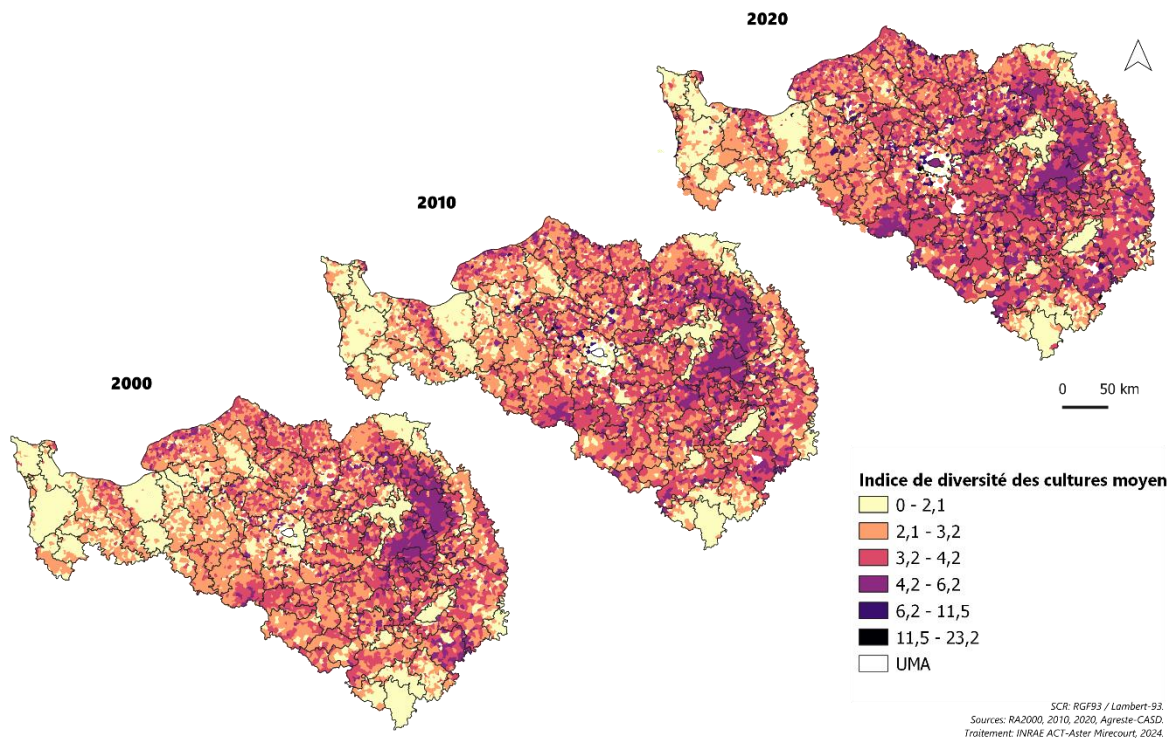 2020
2010
2000
0 50 km
Indice de diversité des cultures moyen
0 - 2,1
2,1 - 3,2
3,2 - 4,2
4,2 - 6,2
6,2 - 11,5
11,5 - 23,2
UMA
SCR: RGF93 / Lambert-93.
Sources: RA2000, 2010, 2020, Agreste-CASD.
Traitement: INRAE ACT-Aster Mirecourt, 2024.